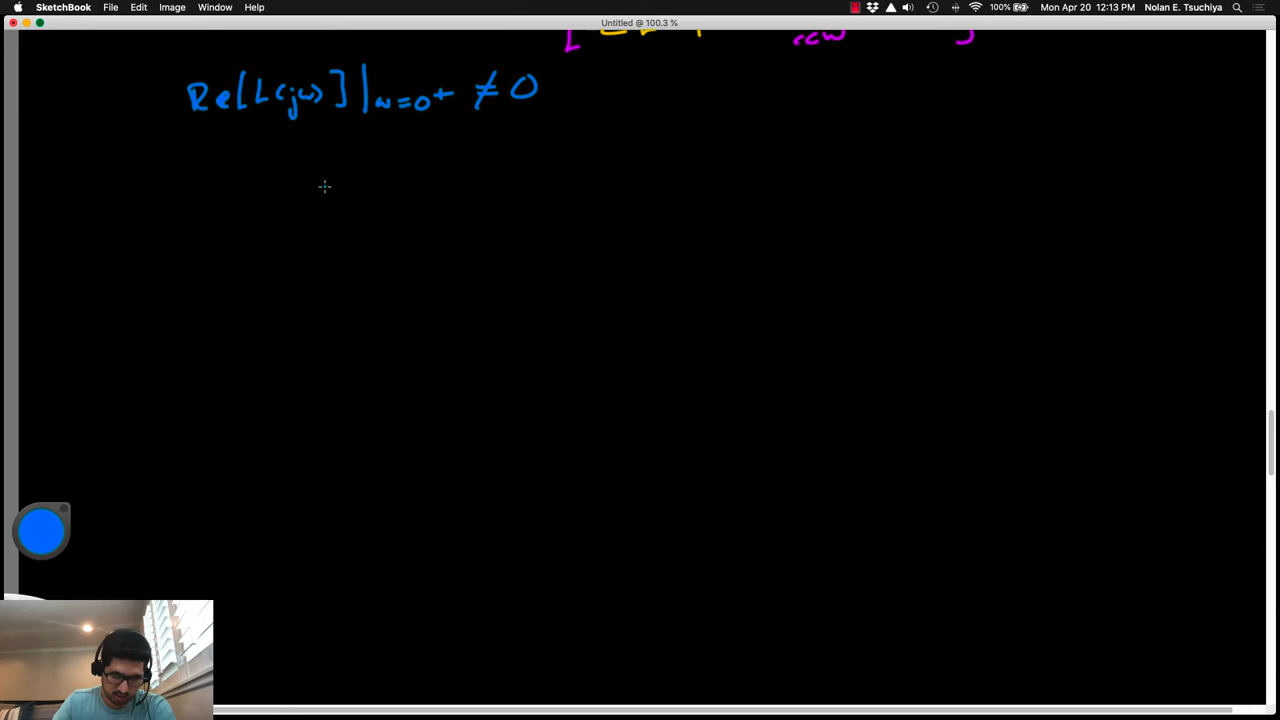 SketchBook File Edit Image Window Help 100% Mon Apr 20 12:13 PM Nolan E. Tsuchiya
Untitled @ 100.3 %
ccw
Re[L(jω)]|ω=0+ ≠ 0